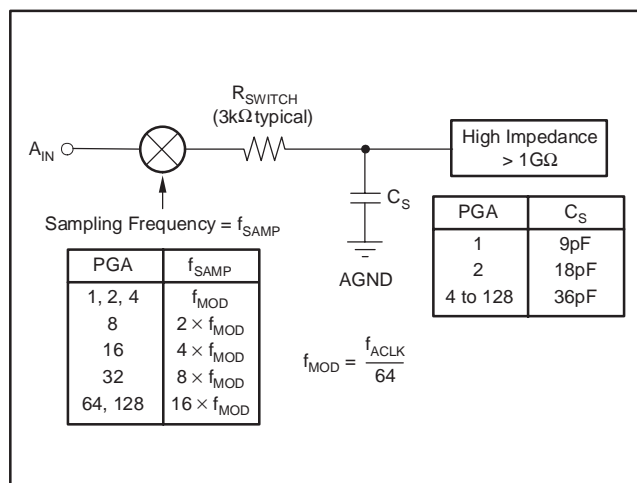 R_SWITCH
(3kΩ typical)
A_IN
High Impedance
> 1GΩ
C_S
Sampling Frequency = f_SAMP
AGND
PGA C_S
1 9pF
2 18pF
4 to 128 36pF
PGA f_SAMP
1, 2, 4 f_MOD
8 2 × f_MOD
16 4 × f_MOD
32 8 × f_MOD
64, 128 16 × f_MOD
f_MOD = f_ACLK / 64